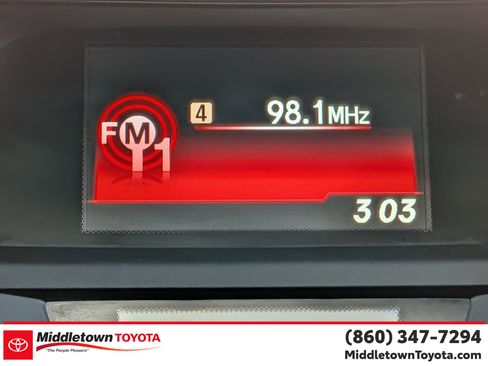 FM1
4 98.1MHz
3 03
Middletown TOYOTA
"The People Pleasers"
(860) 347-7294
MiddletownToyota.com